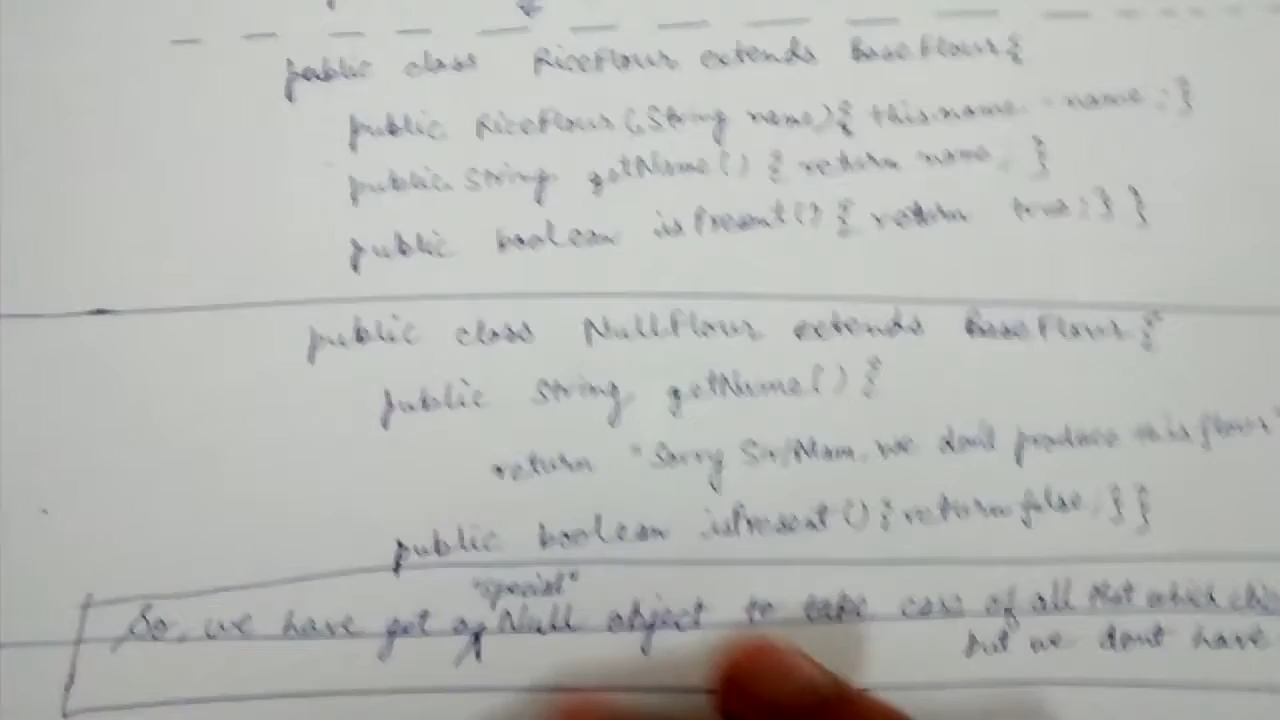 public class RiceFlour extends BaseFlour{
public RiceFlour(String name){ this.name = name; }
public String getName() { return name; }
public boolean isPresent() { return true; } }
public class NullFlour extends BaseFlour{
public String getName() {
return "Sorry Sir/Mam, we don't produce this flour"
public boolean isPresent() { return false; } }
"special"
So, we have got a Null object to take care of all that which
but we dont have